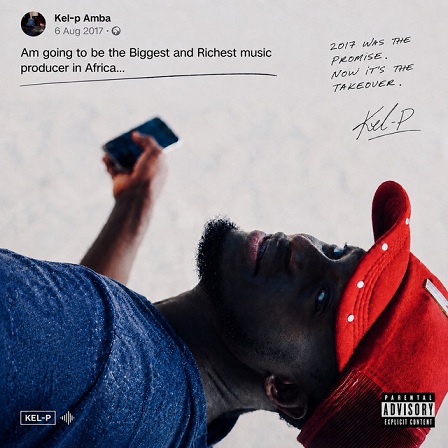 Kel-p Amba
6 Aug 2017 ·
Am going to be the Biggest and Richest music
producer in Africa...
2017 WAS THE
PROMISE.
NOW IT'S THE
TAKEOVER.
Kel-P
KEL-P
PARENTAL
ADVISORY
EXPLICIT CONTENT